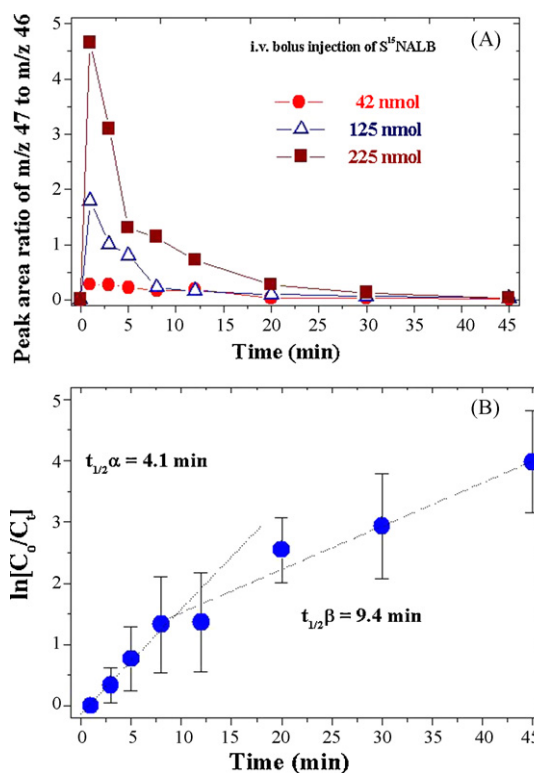 (A)
i.v. bolus injection of S¹⁵NALB
42 nmol
125 nmol
225 nmol
Peak area ratio of m/z 47 to m/z 46
5
4
3
2
1
0
0 5 10 15 20 25 30 35 40 45
Time (min)
(B)
t₁/₂α = 4.1 min
t₁/₂β = 9.4 min
ln[C₀/Cₜ]
5
4
3
2
1
0
0 5 10 15 20 25 30 35 40 45
Time (min)